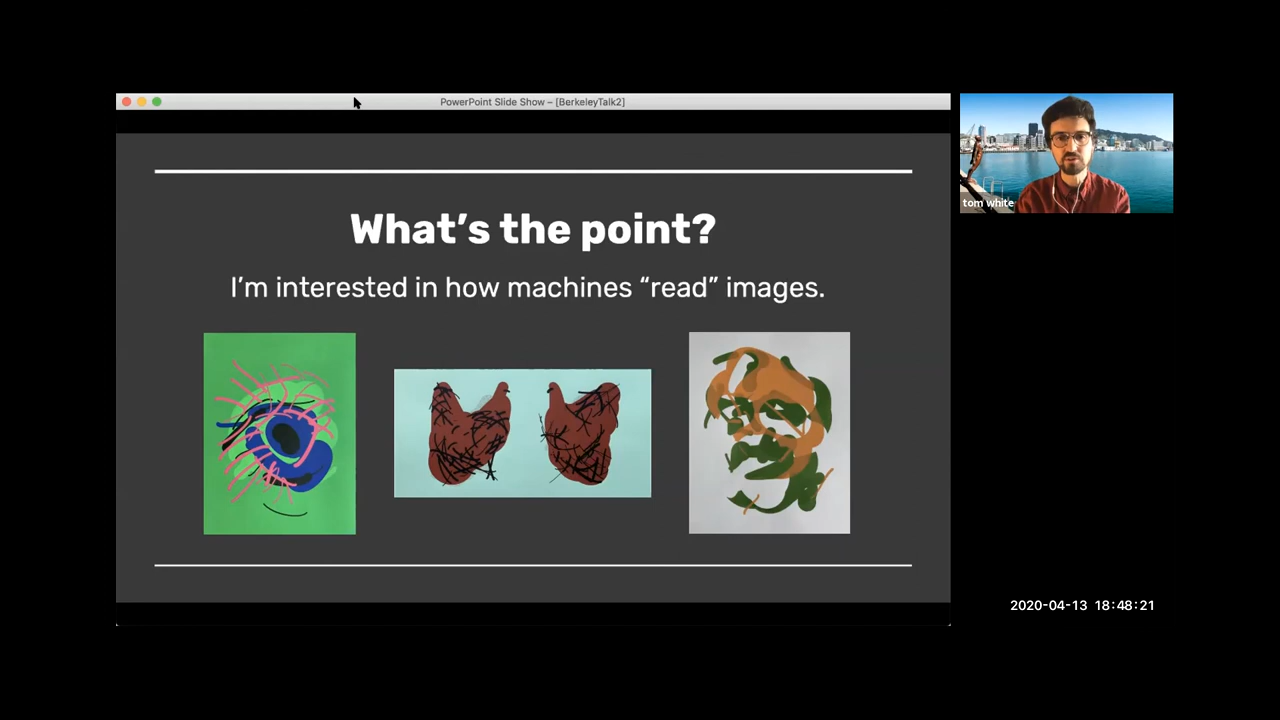 PowerPoint Slide Show – [BerkeleyTalk2]
What’s the point?
I’m interested in how machines “read” images.
tom white
2020-04-13 18:48:21